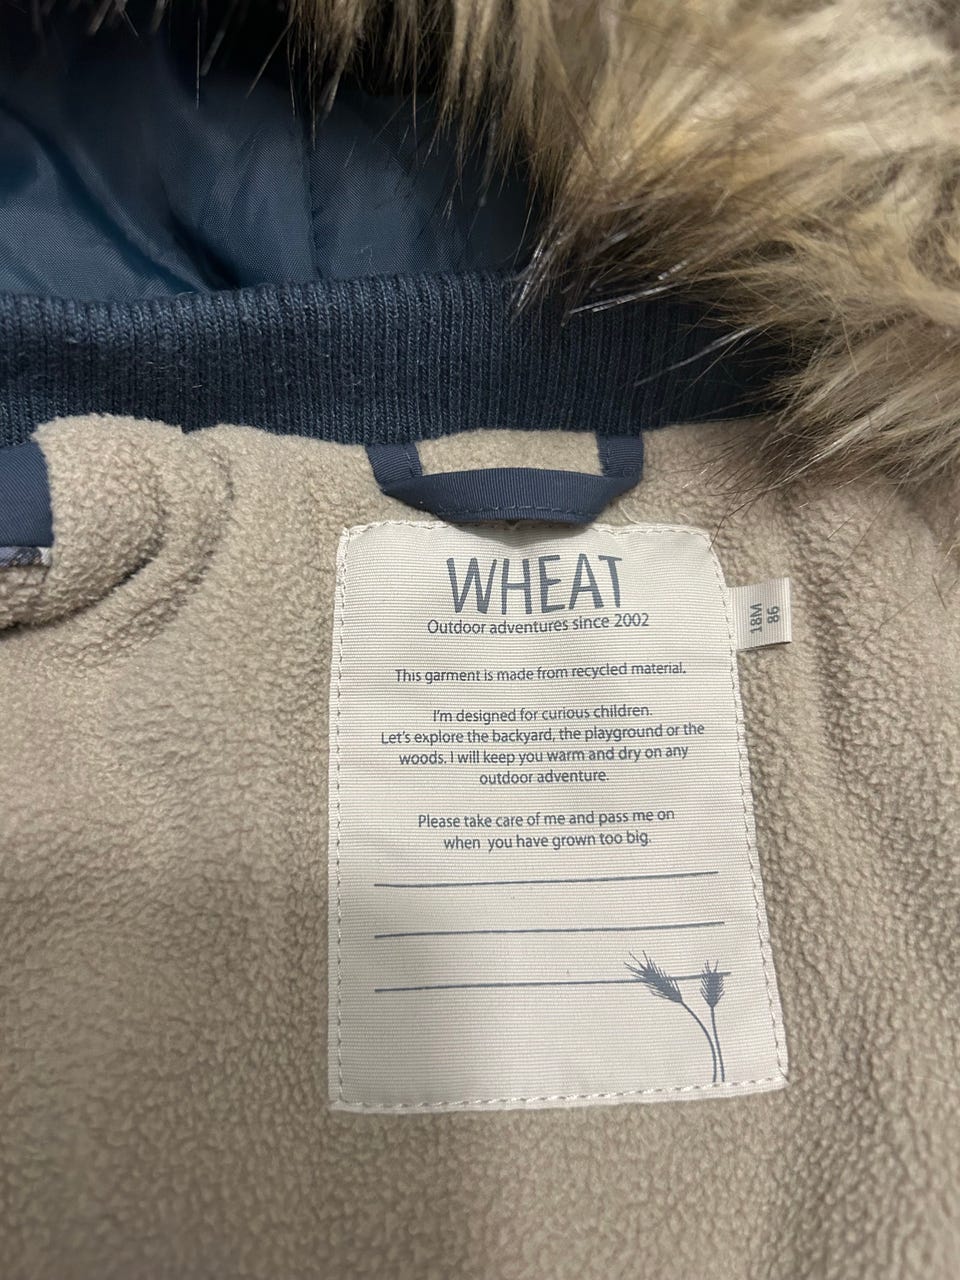 WHEAT
Outdoor adventures since 2002
18M
86
This garment is made from recycled material.
I'm designed for curious children.
Let's explore the backyard, the playground or the
woods. I will keep you warm and dry on any
outdoor adventure.
Please take care of me and pass me on
when you have grown too big.